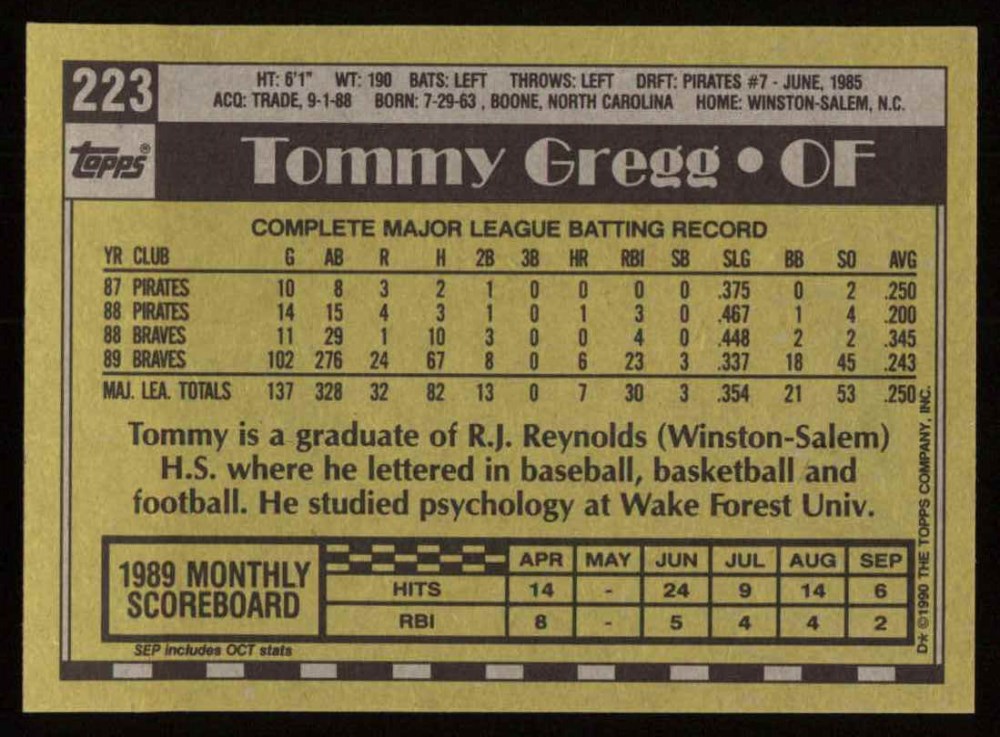 223
HT: 6'1" WT: 190 BATS: LEFT THROWS: LEFT DRFT: PIRATES #7 - JUNE, 1985
ACQ: TRADE, 9-1-88 BORN: 7-29-63 , BOONE, NORTH CAROLINA HOME: WINSTON-SALEM, N.C.
Topps®
Tommy Gregg • OF
COMPLETE MAJOR LEAGUE BATTING RECORD
YR CLUB G AB R H 2B 3B HR RBI SB SLG BB SO AVG
87 PIRATES 10 8 3 2 1 0 0 0 0 .375 0 2 .250
88 PIRATES 14 15 4 3 1 0 1 3 0 .467 1 4 .200
88 BRAVES 11 29 1 10 3 0 0 4 0 .448 2 2 .345
89 BRAVES 102 276 24 67 8 0 6 23 3 .337 18 45 .243
MAJ. LEA. TOTALS 137 328 32 82 13 0 7 30 3 .354 21 53 .250
Tommy is a graduate of R.J. Reynolds (Winston-Salem)
H.S. where he lettered in baseball, basketball and
football. He studied psychology at Wake Forest Univ.
1989 MONTHLY
SCOREBOARD
APR MAY JUN JUL AUG SEP
HITS 14 - 24 9 14 6
RBI 8 - 5 4 4 2
SEP includes OCT stats
D* ©1990 THE TOPPS COMPANY, INC.